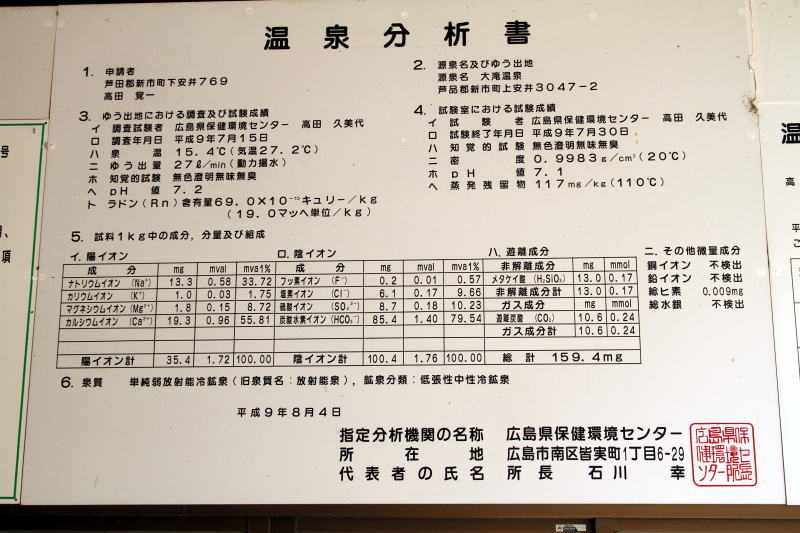 温泉分析書
1. 申請者
芦田郡新市町下安井769
高田 覚一
2. 源泉名及びゆう出地
源泉名 大滝温泉
芦品郡新市町上安井3047-2
3. ゆう出地における調査及び試験成績
イ 調査試験者 広島県保健環境センター 高田 久美代
ロ 調査年月日 平成9年7月15日
ハ 泉温 15.4℃(気温27.2℃)
ニ ゆう出量 27ℓ/min(動力揚水)
ホ 知覚的試験 無色澄明無味無臭
ヘ pH値 7.2
ト ラドン(Rn)含有量69.0×10⁻¹⁰キュリー/kg
(19.0マッヘ単位/kg)
4. 試験室における試験成績
イ 試験者 広島県保健環境センター 高田 久美代
ロ 試験終了年月日 平成9年7月30日
ハ 知覚的試験 無色澄明無味無臭
ニ 密度 0.9983g/cm³(20℃)
ホ pH値 7.1
ヘ 蒸発残留物 117mg/kg(110℃)
5. 試料1kg中の成分,分量及び組成
イ.陽イオン
成分 mg mval mval%
ナトリウムイオン (Na⁺) 13.3 0.58 33.72
カリウムイオン (K⁺) 1.0 0.03 1.75
マグネシウムイオン (Mg²⁺) 1.8 0.15 8.72
カルシウムイオン (Ca²⁺) 19.3 0.96 55.81
陽イオン計 35.4 1.72 100.00
ロ.陰イオン
成分 mg mval mval%
フッ素イオン (F⁻) 0.2 0.01 0.57
塩素イオン (Cl⁻) 6.1 0.17 9.66
硫酸イオン (SO₄²⁻) 8.7 0.18 10.23
炭酸水素イオン (HCO₃⁻) 85.4 1.40 79.54
陰イオン計 100.4 1.76 100.00
ハ.遊離成分
非解離成分 mg mmol
メタケイ酸 (H₂SiO₃) 13.0 0.17
非解離成分計 13.0 0.17
ガス成分 mg mmol
遊離炭酸 (CO₂) 10.6 0.24
ガス成分計 10.6 0.24
総計 159.4mg
ニ.その他微量成分
銅イオン 不検出
鉛イオン 不検出
総ヒ素 0.009mg
総水銀 不検出
6. 泉質 単純弱放射能冷鉱泉(旧泉質名:放射能泉),鉱泉分類:低張性中性冷鉱泉
平成9年8月4日
指定分析機関の名称 広島県保健環境センター
所在地 広島市南区皆実町1丁目6-29
代表者の氏名 所長 石川 幸
広島県保
健環境セ
ンター所長
号
項
温
高